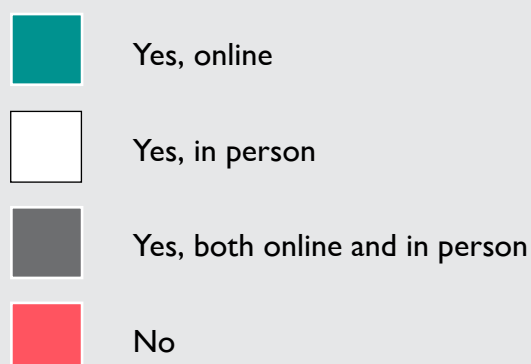 Yes, online
Yes, in person
Yes, both online and in person
No